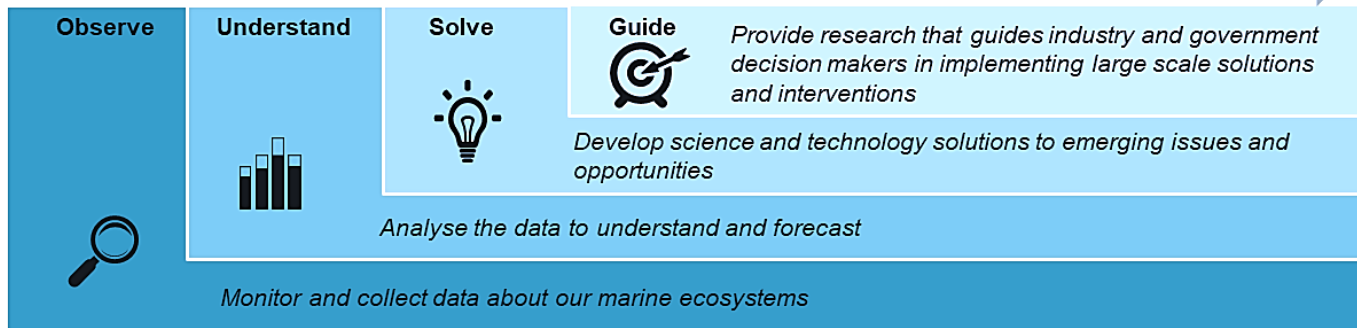 Observe
Understand
Solve
Guide
Provide research that guides industry and government
decision makers in implementing large scale solutions
and interventions
Develop science and technology solutions to emerging issues and
opportunities
Analyse the data to understand and forecast
Monitor and collect data about our marine ecosystems